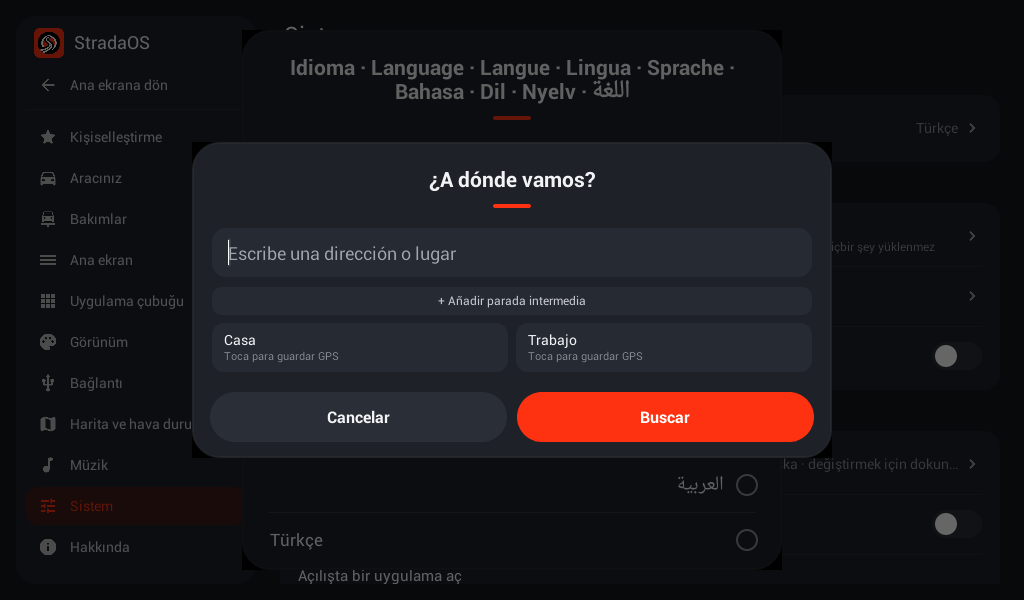 StradaOS
Ana ekrana dön
Kişiselleştirme
Aracınız
Bakımlar
Ana ekran
Uygulama çubuğu
Görünüm
Bağlantı
Harita ve hava duru
Müzik
Sistem
Hakkında
Idioma · Language · Langue · Lingua · Sprache ·
Bahasa · Dil · Nyelv · اللغة
Türkçe
¿A dónde vamos?
Escribe una dirección o lugar
+ Añadir parada intermedia
Casa
Toca para guardar GPS
Trabajo
Toca para guardar GPS
Cancelar
Buscar
içbir şey yüklenmez
ka · değiştirmek için dokun...
العربية
Türkçe
Açılışta bir uygulama aç